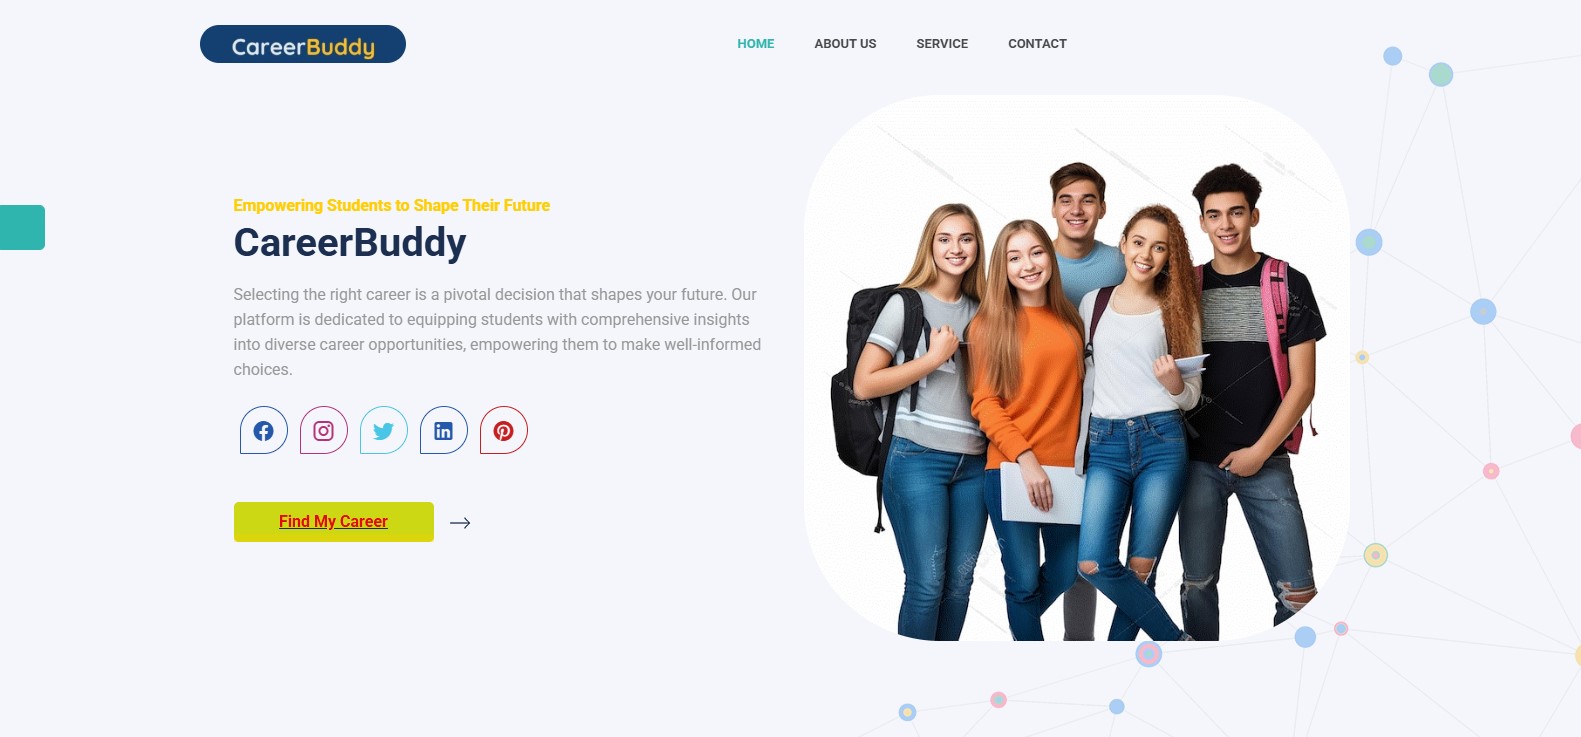 CareerBuddy
HOME ABOUT US SERVICE CONTACT
Empowering Students to Shape Their Future
CareerBuddy
Selecting the right career is a pivotal decision that shapes your future. Our
platform is dedicated to equipping students with comprehensive insights
into diverse career opportunities, empowering them to make well-informed
choices.
Find My Career